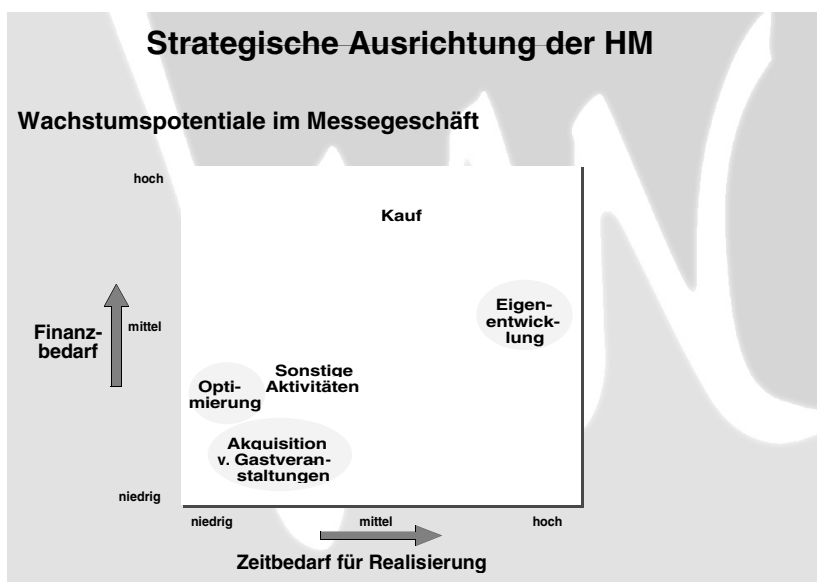 Strategische Ausrichtung der HM
Wachstumspotentiale im Messegeschäft
hoch
Kauf
Eigen-
entwick-
lung
Finanz-
bedarf
mittel
Sonstige
Aktivitäten
Opti-
mierung
Akquisition
v. Gastveran-
staltungen
niedrig
niedrig
mittel
hoch
Zeitbedarf für Realisierung